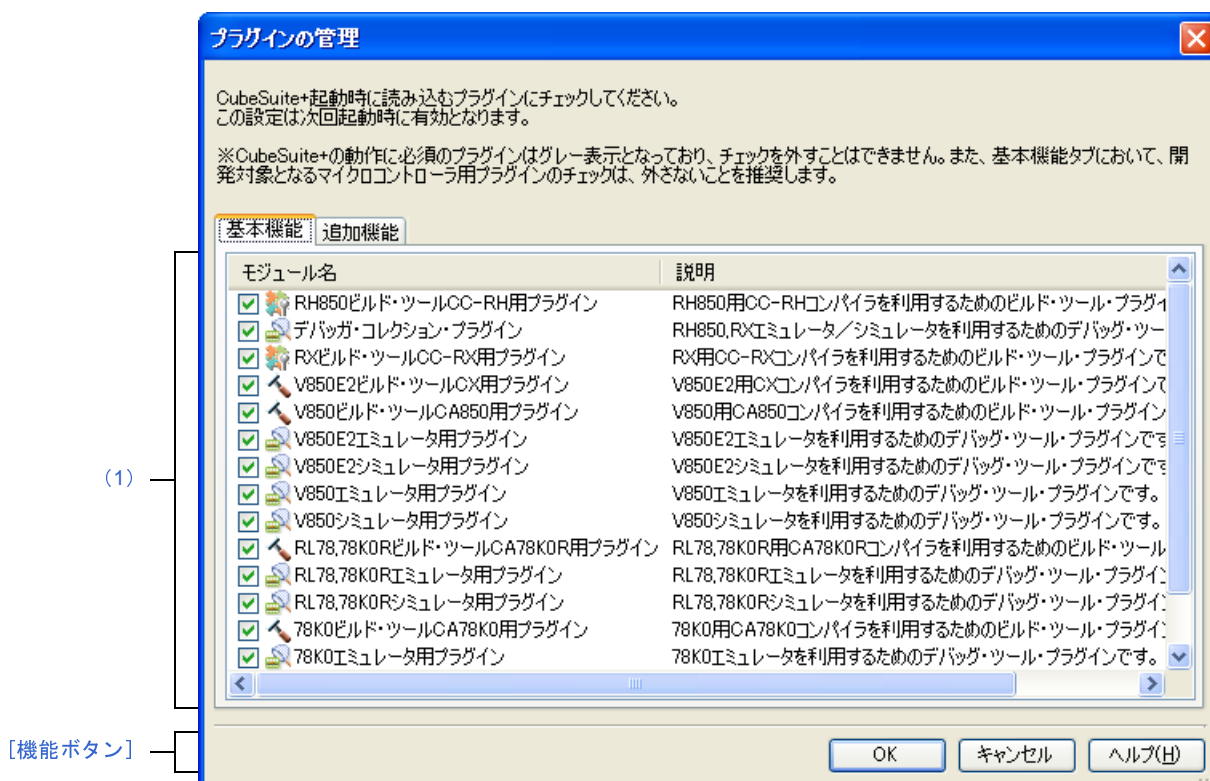 プラグインの管理
CubeSuite+起動時に読み込むプラグインにチェックしてください。
この設定は次回起動時に有効となります。
※CubeSuite+の動作に必須のプラグインはグレー表示となっており、チェックを外すことはできません。また、基本機能タブにおいて、開
発対象となるマイクロコントローラ用プラグインのチェックは、外さないことを推奨します。
基本機能 追加機能
モジュール名 説明
RH850ビルド・ツールCC-RH用プラグイン RH850用CC-RHコンパイラを利用するためのビルド・ツール・プラグイ
デバッガ・コレクション・プラグイン RH850,RXエミュレータ／シミュレータを利用するためのデバッグ・ツー
RXビルド・ツールCC-RX用プラグイン RX用CC-RXコンパイラを利用するためのビルド・ツール・プラグインで
V850E2ビルド・ツールCX用プラグイン V850E2用CXコンパイラを利用するためのビルド・ツール・プラグインで
V850ビルド・ツールCA850用プラグイン V850用CA850コンパイラを利用するためのビルド・ツール・プラグイン
V850E2エミュレータ用プラグイン V850E2エミュレータを利用するためのデバッグ・ツール・プラグインです
V850E2シミュレータ用プラグイン V850E2シミュレータを利用するためのデバッグ・ツール・プラグインです
(1)
V850エミュレータ用プラグイン V850エミュレータを利用するためのデバッグ・ツール・プラグインです。
V850シミュレータ用プラグイン V850シミュレータを利用するためのデバッグ・ツール・プラグインです。
RL78,78K0Rビルド・ツールCA78K0R用プラグイン RL78,78K0R用CA78K0Rコンパイラを利用するためのビルド・ツール
RL78,78K0Rエミュレータ用プラグイン RL78,78K0Rエミュレータを利用するためのデバッグ・ツール・プラグイン
RL78,78K0Rシミュレータ用プラグイン RL78,78K0Rシミュレータを利用するためのデバッグ・ツール・プラグイン
78K0ビルド・ツールCA78K0用プラグイン 78K0用CA78K0コンパイラを利用するためのビルド・ツール・プラグイン
78K0エミュレータ用プラグイン 78K0エミュレータを利用するためのデバッグ・ツール・プラグインです。
[機能ボタン]
OK キャンセル ヘルプ(H)